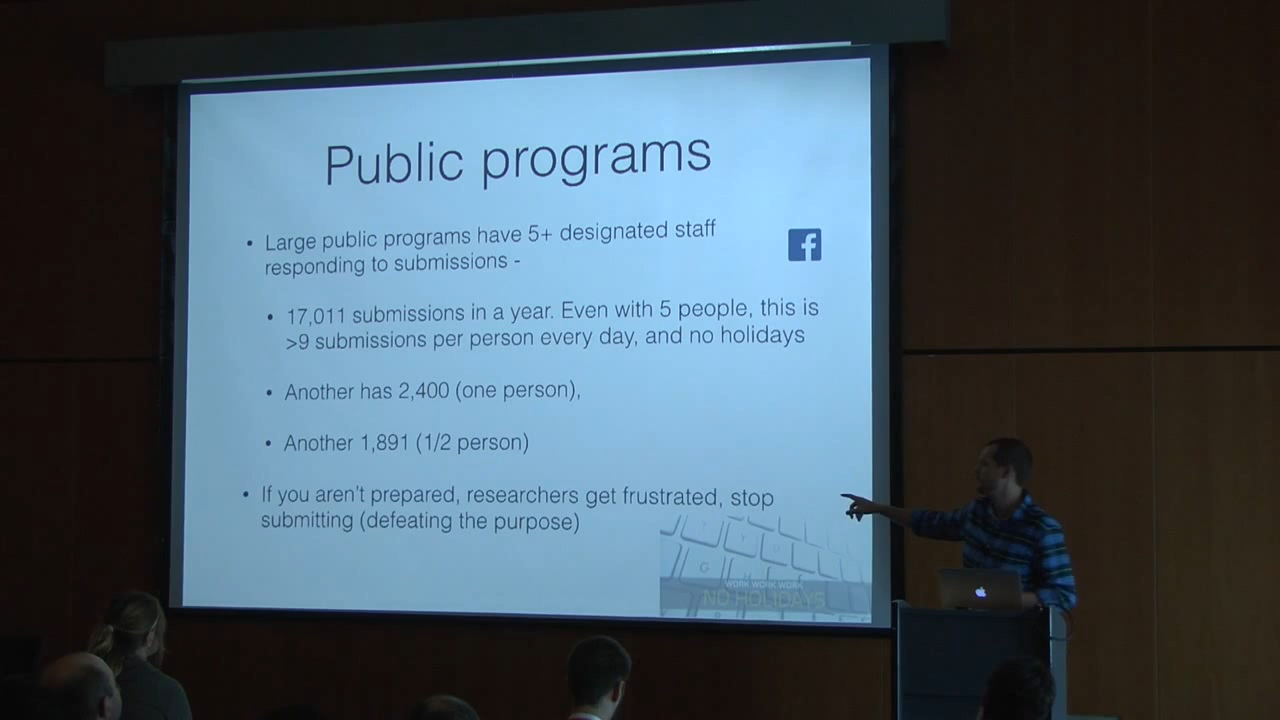 Public programs
• Large public programs have 5+ designated staff
responding to submissions -
• 17,011 submissions in a year. Even with 5 people, this is
>9 submissions per person every day, and no holidays
• Another has 2,400 (one person),
• Another 1,891 (1/2 person)
• If you aren't prepared, researchers get frustrated, stop
submitting (defeating the purpose)
WORK WORK WORK
NO HOLIDAYS